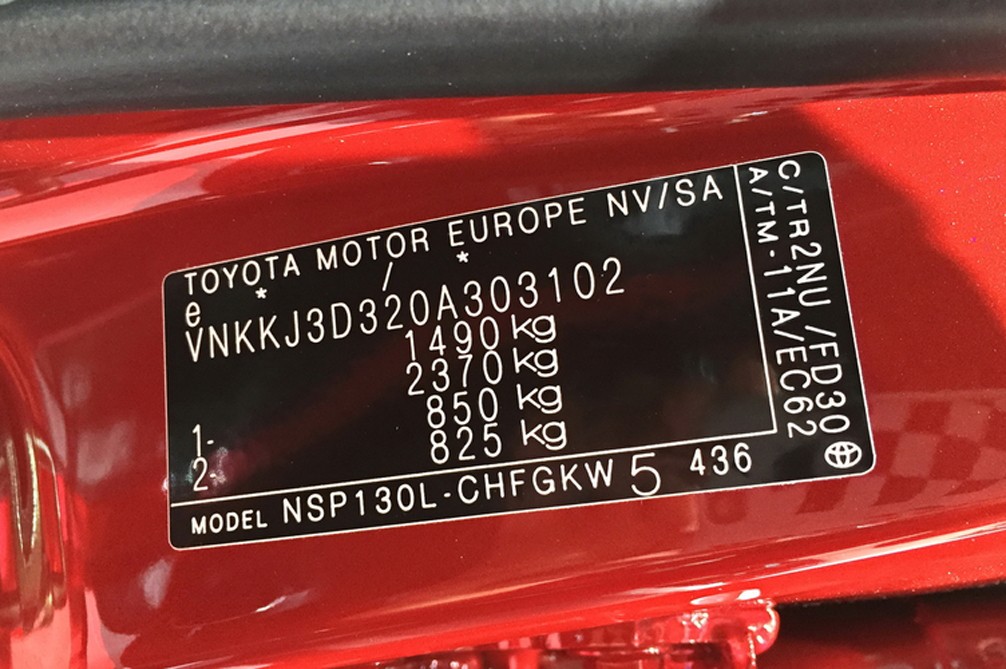 TOYOTA MOTOR EUROPE NV/SA
e * / *
VNKKJ3D320A303102
1490 kg
2370 kg
1- 850 kg
2- 825 kg
MODEL NSP130L-CHFGKW 5 436
C/TR2NU /FD30
A/TM-11A/EC62